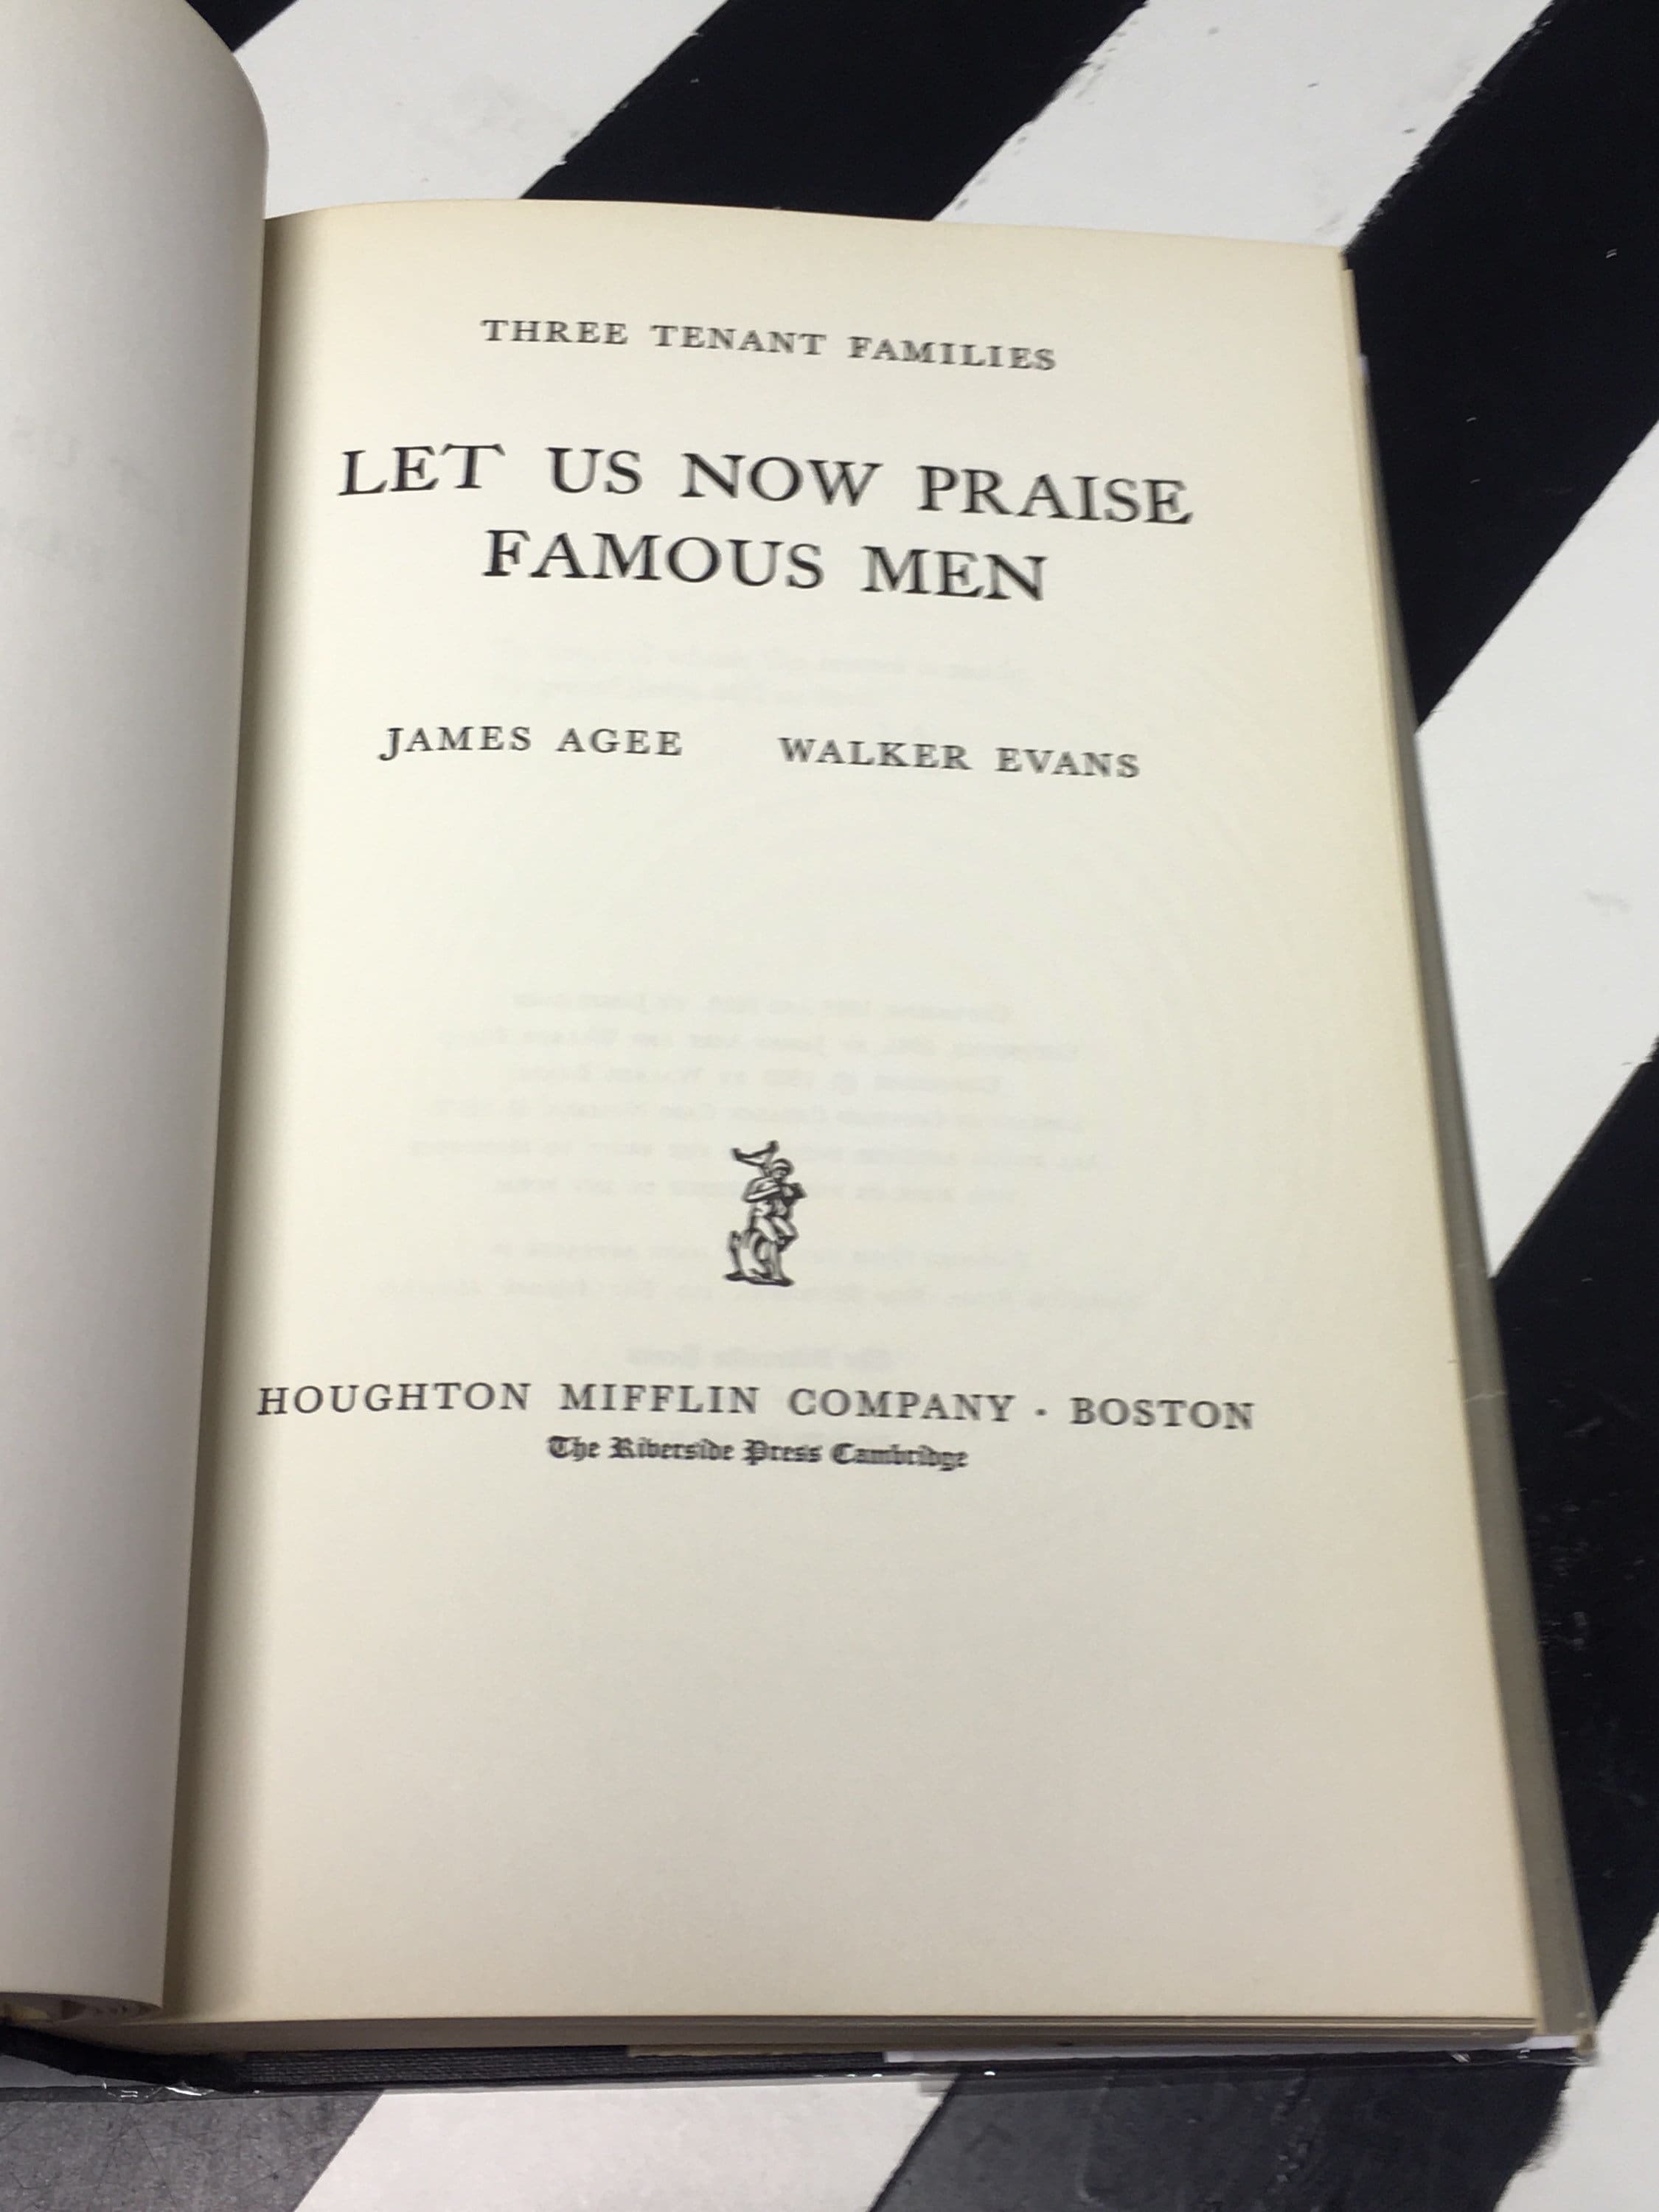 THREE TENANT FAMILIES
LET US NOW PRAISE
FAMOUS MEN
JAMES AGEE WALKER EVANS
HOUGHTON MIFFLIN COMPANY · BOSTON
The Riverside Press Cambridge